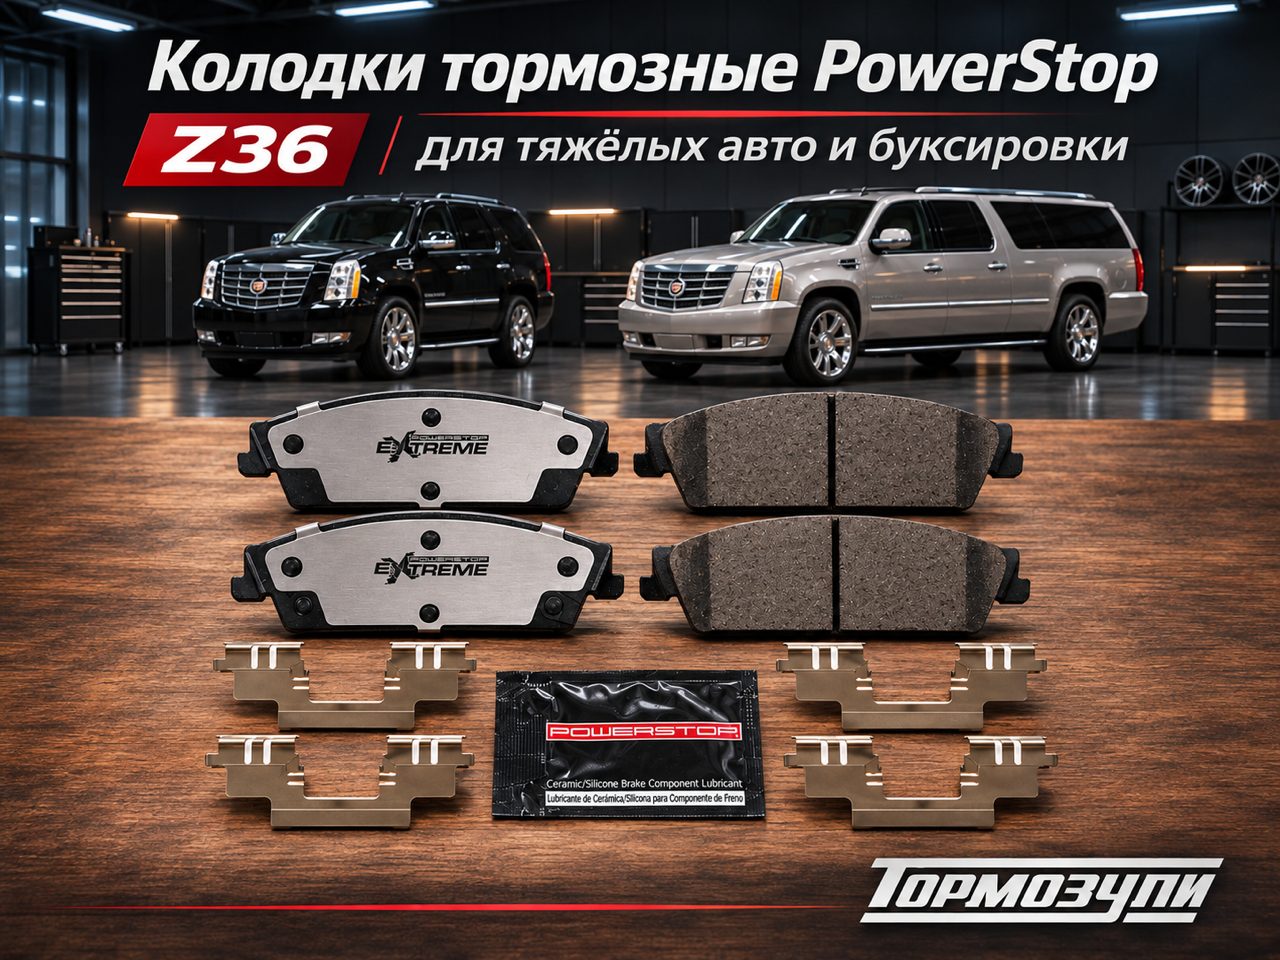 Колодки тормозные PowerStop
Z36
для тяжёлых авто и буксировки
POWERSTOP
EXTREME
POWERSTOP
EXTREME
POWERSTOP
Ceramic/Silicone Brake Component Lubricant
Lubricante de Cerámica/Silicona para Componente de Freno
ТОРМОЗУЛИ